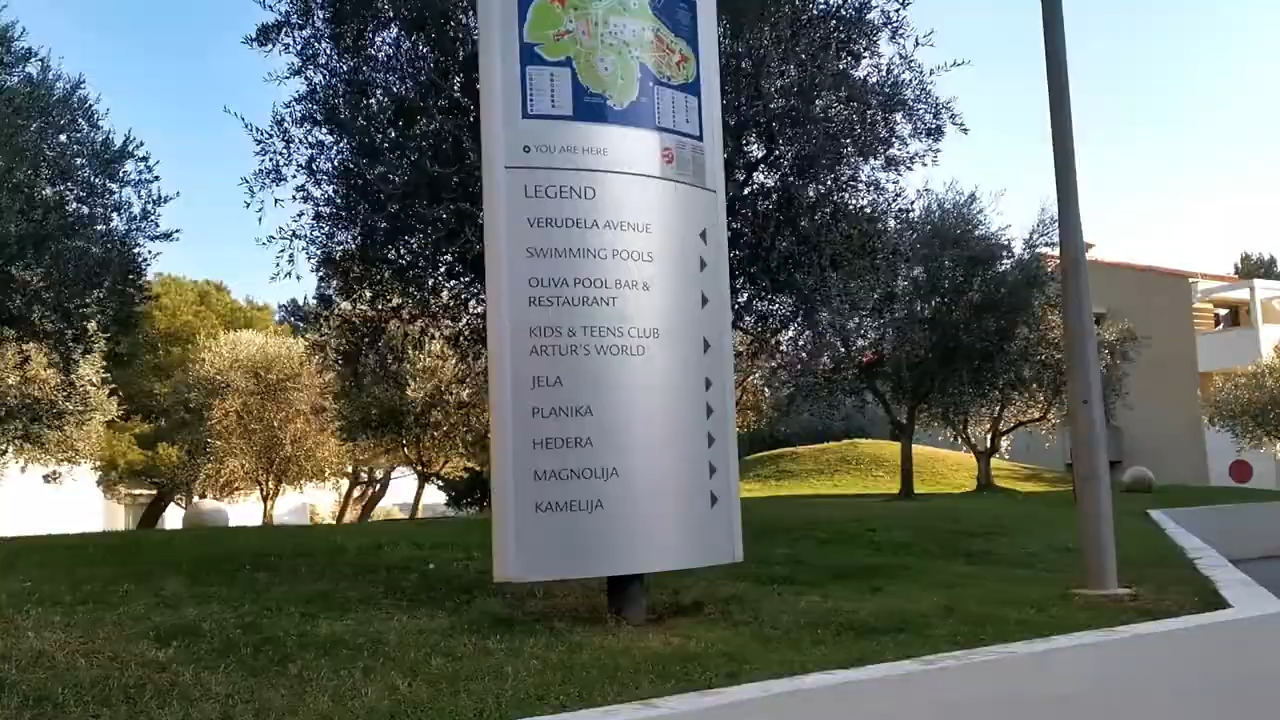 YOU ARE HERE
LEGEND
VERUDELA AVENUE
SWIMMING POOLS
OLIVA POOL BAR &
RESTAURANT
KIDS & TEENS CLUB
ARTUR'S WORLD
JELA
PLANIKA
HEDERA
MAGNOLIJA
KAMELIJA